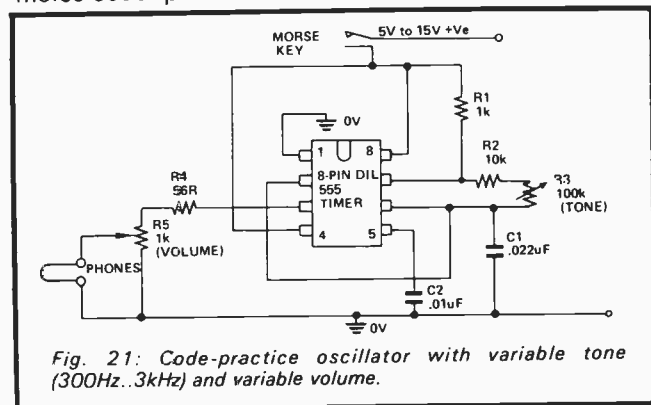 MORSE
KEY
5V to 15V +Ve
0V
R1
1k
1
8
R2
10k
R4
56R
8-PIN DIL
555
TIMER
R3
100k
(TONE)
R5
1k
(VOLUME)
4
5
C1
.022uF
PHONES
C2
.01uF
0V
Fig. 21: Code-practice oscillator with variable tone
(300Hz..3kHz) and variable volume.